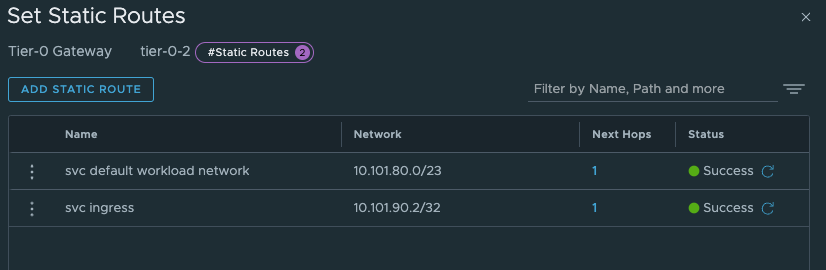 Set Static Routes
Tier-0 Gateway tier-0-2 #Static Routes 2
ADD STATIC ROUTE Filter by Name, Path and more
Name Network Next Hops Status
svc default workload network 10.101.80.0/23 1 Success
svc ingress 10.101.90.2/32 1 Success